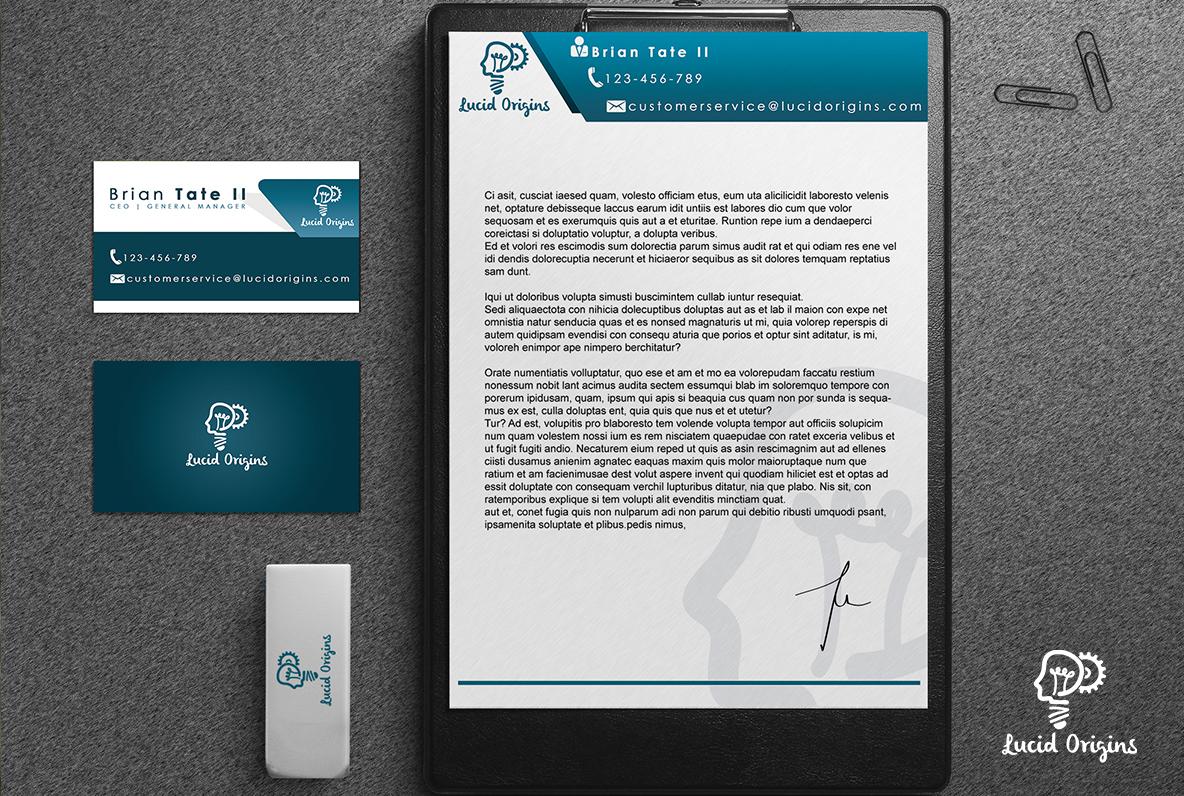 Brian Tate II
CEO | GENERAL MANAGER
Lucid Origins
123-456-789
customerservice@lucidorigins.com
Lucid Origins
Lucid Origins
Lucid Origins
Brian Tate II
123-456-789
customerservice@lucidorigins.com
Ci asit, cusciat iaesed quam, volesto officiam etus, eum uta alicilicidit laboresto velenis
net, optature debisseque laccus earum idit untiis est labores dio cum que volor
sequosam et es exerumquis quis aut a et eturitae. Runtion repe ium a dendaeperci
coreictasi si doluptatio voluptur, a dolupta veribus.
Ed et volori res escimodis sum dolorectia parum simus audit rat et qui odiam res ene vel
idi dendis dolorecuptia necerunt et hiciaeror sequibus as sit dolores temquam reptatius
sam dunt.
Iqui ut doloribus volupta simusti buscimintem cullab iuntur resequiat.
Sedi aliquaectota con nihicia dolecuptibus doluptas aut as et lab il maion con expe net
omnistia natur senducia quas et es nonsed magnaturis ut mi, quia volorep reperspis di
autem quidipsam evendisi con consequ aturia que porios et optur sint aditatur, is mi,
voloreh enimpor ape nimpero berchitatur?
Orate numentiatis volluptatur, quo ese et am et mo ea volorepudam faccatu restium
nonessum nobit lant acimus audita sectem essumqui blab im soloremquo tempore con
porerum ipidusam, quam, ipsum qui apis si beaquia cus quam non por sunda is sequa-
mus ex est, culla doluptas ent, quia quis que nus et et utetur?
Tur? Ad est, volupitis pro blaboresto tem volende volupta tempor aut officiis solupicim
num quam volestem nossi ium es rem nisciatem quaepudae con ratet exceria velibus et
ut fugit fugiti andio. Necaturem eium reped ut quis as asin rescimagnim aut ad ellenes
ciisti dusamus anienim agnatec eaquas maxim quis molor maioruptaque num que
ratium et am facienimusae dest volut aspere invent qui quodiam hiliciet est et optas ad
essit doluptate con consequam verchil lupturibus ditatur, nia que plabo. Nis sit, con
ratemporibus explique si tem volupti alit evenditis minctiam quat.
aut et, conet fugia quis non nulparum adi non parum qui debitio ribusti umquodi psant,
ipsamenita soluptate et plibus.pedis nimus,
Lucid Origins